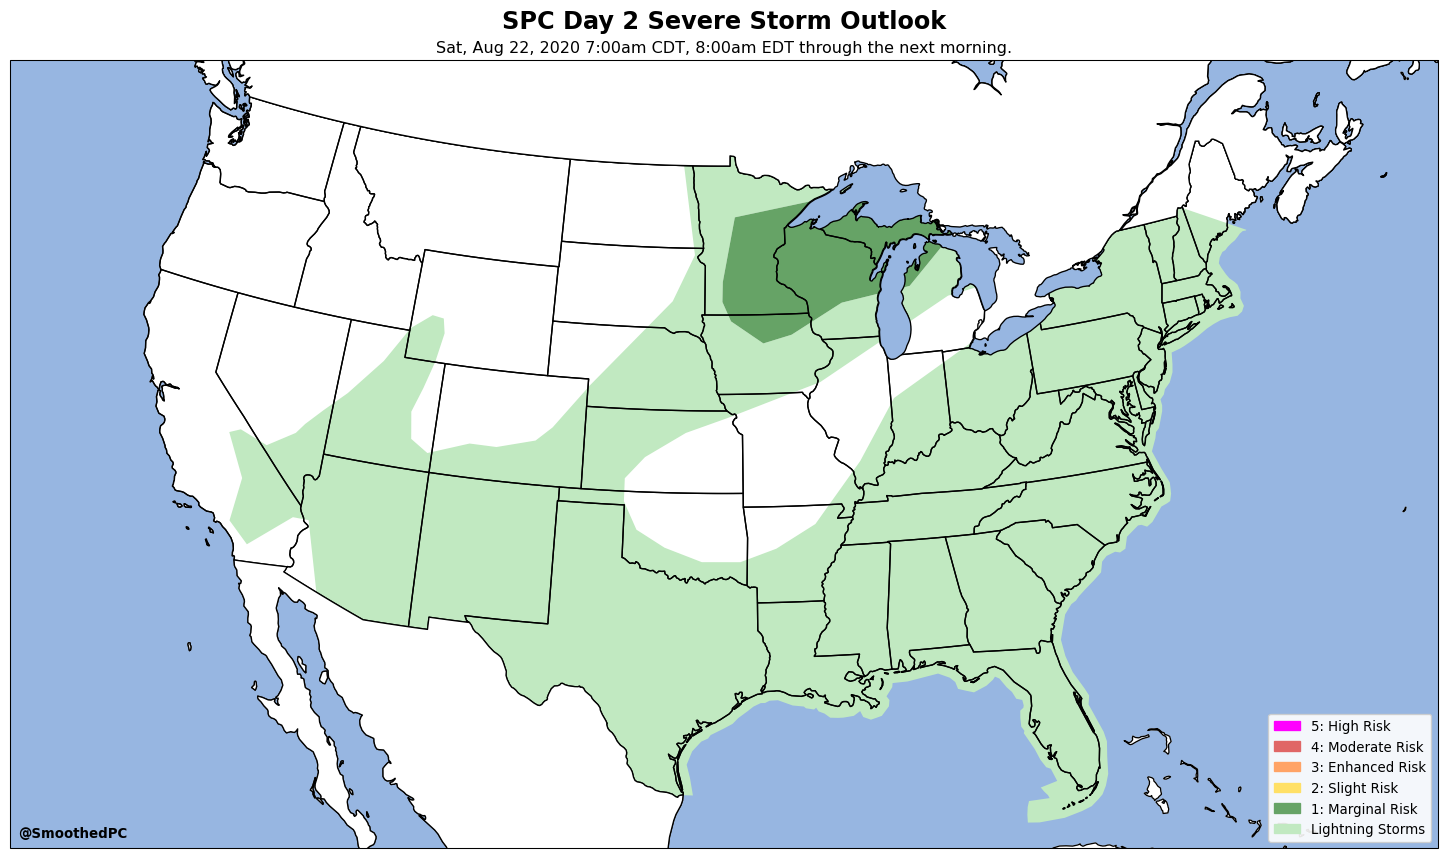 SPC Day 2 Severe Storm Outlook
Sat, Aug 22, 2020 7:00am CDT, 8:00am EDT through the next morning.
5: High Risk
4: Moderate Risk
3: Enhanced Risk
2: Slight Risk
1: Marginal Risk
Lightning Storms
@SmoothedPC